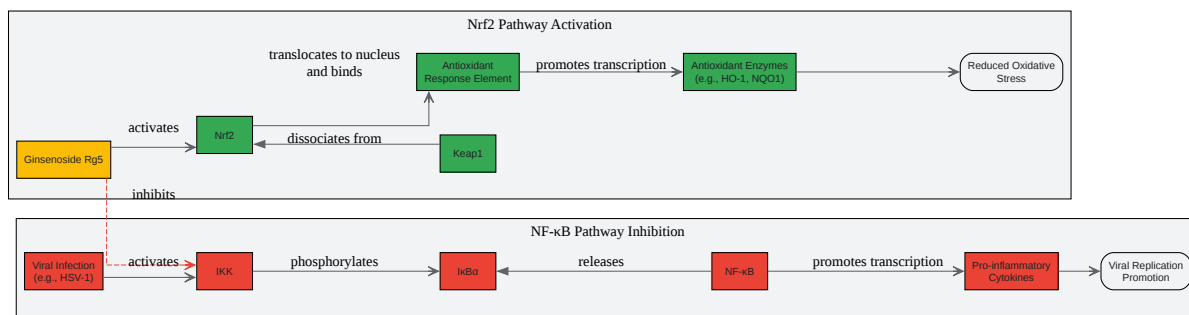 Nrf2 Pathway Activation
translocates to nucleus
and binds
Antioxidant
Response Element
promotes transcription
Antioxidant Enzymes
(e.g., HO-1, NQO1)
Reduced Oxidative
Stress
activates
Nrf2
dissociates from
Keap1
Ginsenoside Rg5
inhibits
NF-κB Pathway Inhibition
Viral Infection
(e.g., HSV-1)
activates
IKK
phosphorylates
IκBα
releases
NF-κB
promotes transcription
Pro-inflammatory
Cytokines
Viral Replication
Promotion